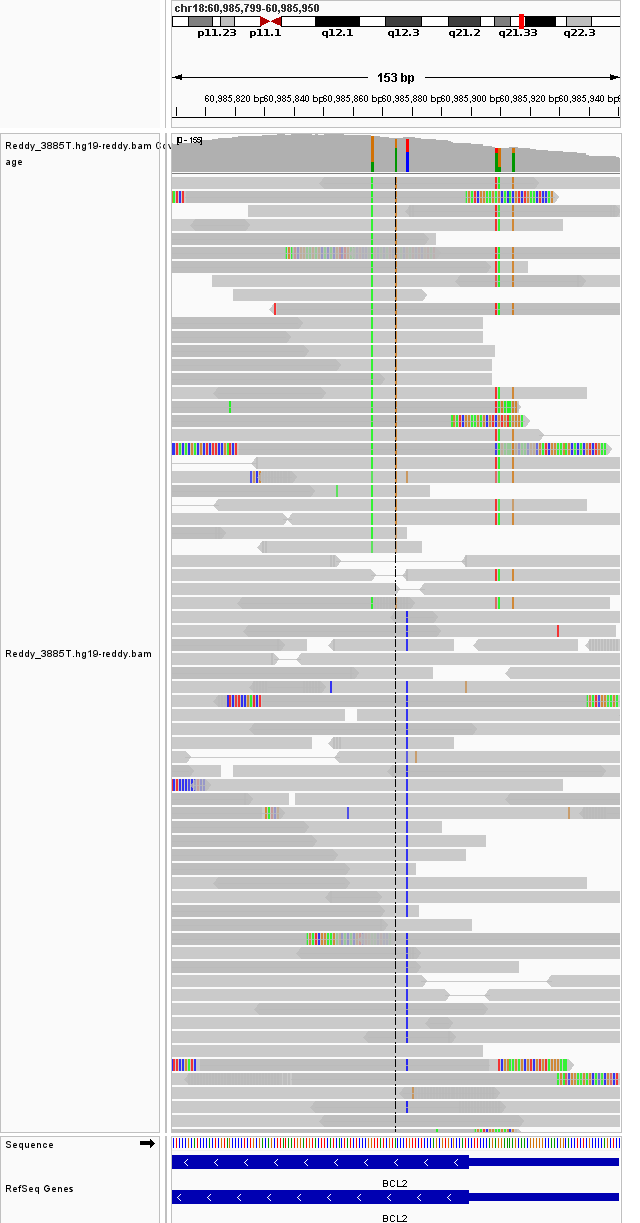 chr18:60,985,799-60,985,950
p11.23 p11.1 q12.1 q12.3 q21.2 q21.33 q22.3
153 bp
60,985,820 bp 60,985,840 bp 60,985,860 bp 60,985,880 bp 60,985,900 bp 60,985,920 bp 60,985,940 bp
[0 - 155]
Reddy_3885T.hg19-reddy.bam Cov
age
Reddy_3885T.hg19-reddy.bam
Sequence
BCL2
RefSeq Genes
BCL2